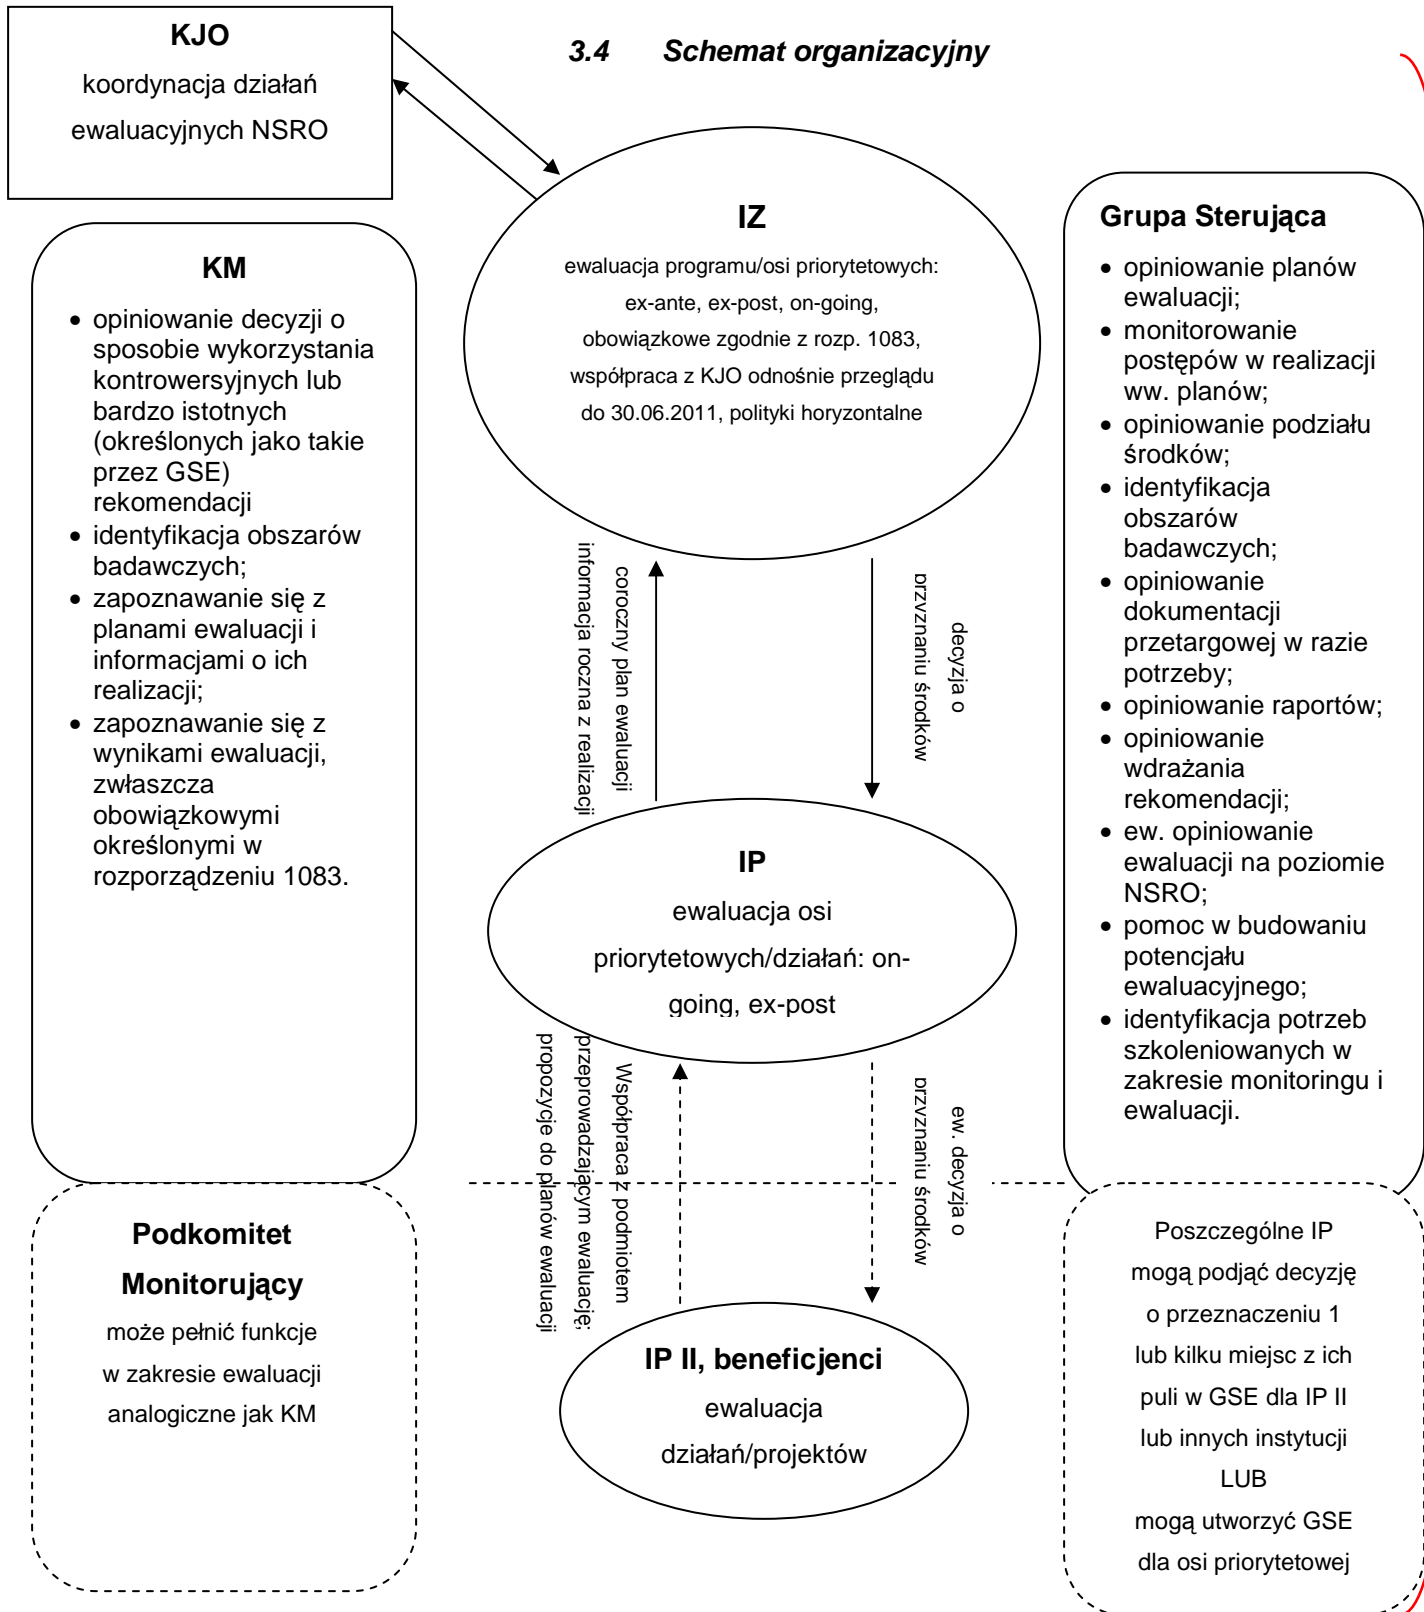 KJO
koordynacja działań
ewaluacyjnych NSRO
3.4 Schemat organizacyjny
IZ
ewaluacja programu/osi priorytetowych:
ex-ante, ex-post, on-going,
obowiązkowe zgodnie z rozp. 1083,
współpraca z KJO odnośnie przeglądu
do 30.06.2011, polityki horyzontalne
KM
• opiniowanie decyzji o
sposobie wykorzystania
kontrowersyjnych lub
bardzo istotnych
(określonych jako takie
przez GSE)
rekomendacji
• identyfikacja obszarów
badawczych;
• zapoznawanie się z
planami ewaluacji i
informacjami o ich
realizacji;
• zapoznawanie się z
wynikami ewaluacji,
zwłaszcza
obowiązkowymi
określonymi w
rozporządzeniu 1083.
Grupa Sterująca
• opiniowanie planów
ewaluacji;
• monitorowanie
postępów w realizacji
ww. planów;
• opiniowanie podziału
środków;
• identyfikacja
obszarów
badawczych;
• opiniowanie
dokumentacji
przetargowej w razie
potrzeby;
• opiniowanie raportów;
• opiniowanie
wdrażania
rekomendacji;
• ew. opiniowanie
ewaluacji na poziomie
NSRO;
• pomoc w budowaniu
potencjału
ewaluacyjnego;
• identyfikacja potrzeb
szkoleniowanych w
zakresie monitoringu i
ewaluacji.
coroczny plan ewaluacji
informacja roczna z realizacji
decyzja o
przyznaniu środków
IP
ewaluacja osi
priorytetowych/działań: on-
going, ex-post
Współpraca z podmiotem
przeprowadzającym ewaluację;
propozycje do planów ewaluacji
ew. decyzja o
przyznaniu środków
Podkomitet
Monitorujący
może pełnić funkcje
w zakresie ewaluacji
analogiczne jak KM
IP II, beneficjenci
ewaluacja
działań/projektów
Poszczególne IP
mogą podjąć decyzję
o przeznaczeniu 1
lub kilku miejsc z ich
puli w GSE dla IP II
lub innych instytucji
LUB
mogą utworzyć GSE
dla osi priorytetowej